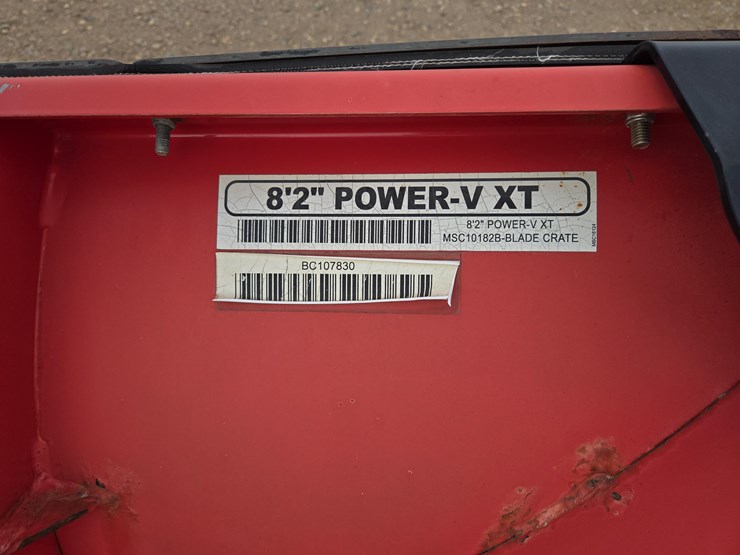 8'2" POWER-V XT
8'2" POWER-V XT
MSC10182B-BLADE CRATE
BC107830